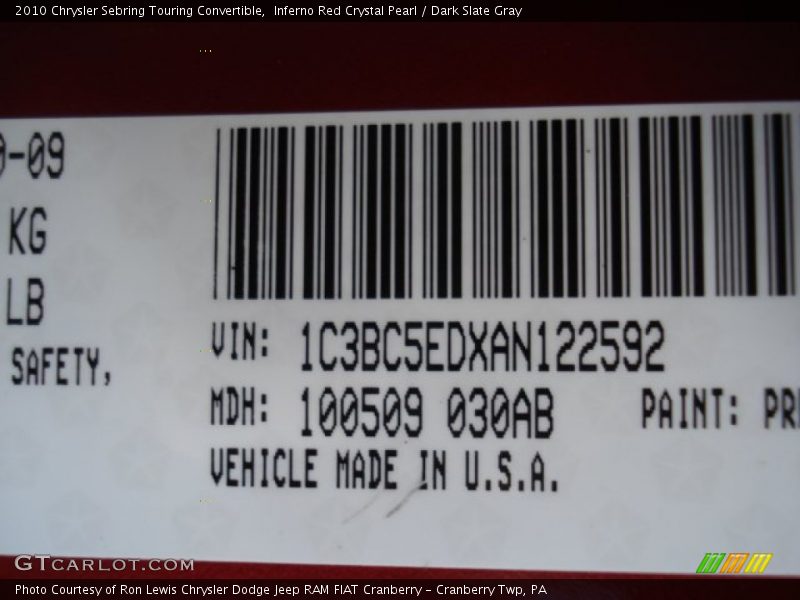 2010 Chrysler Sebring Touring Convertible,  Inferno Red Crystal Pearl / Dark Slate Gray
-09
KG
LB
SAFETY,
VIN: 1C3BC5EDXAN122592
MDH: 100509 030AB PAINT: PR
VEHICLE MADE IN U.S.A.
GTCARLOT.COM
Photo Courtesy of Ron Lewis Chrysler Dodge Jeep RAM FIAT Cranberry - Cranberry Twp, PA